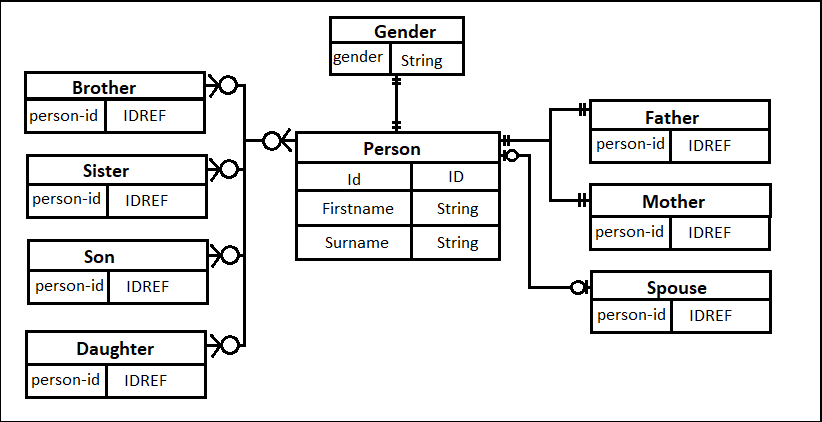 Gender
gender String
Brother
person-id IDREF
Sister
person-id IDREF
Son
person-id IDREF
Daughter
person-id IDREF
Person
Id ID
Firstname String
Surname String
Father
person-id IDREF
Mother
person-id IDREF
Spouse
person-id IDREF